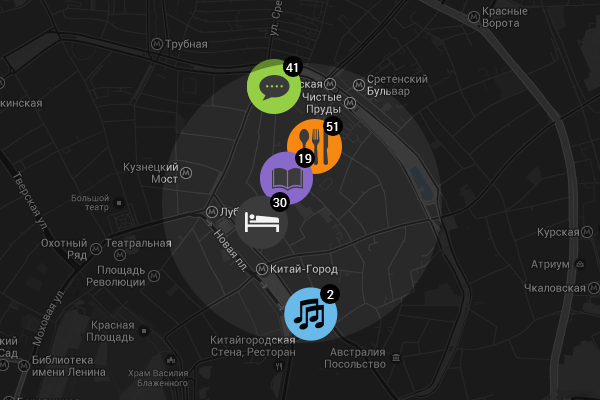 Красные
Ворота
ул. Сре
Трубная
41
ская
Чистые
Пруды
Сретенский
Бульвар
кинская
51
19
Кузнецкий
Мост
30
Тверская ул.
Большой
театр
Луб
Новая пл.
Охотный
Ряд
Театральная
Курская
Китай-Город
Атриум
Площадь
Революции
Чкаловская
2
Моховая ул.
Красная
Площадь
Китайгородская
Стена, Ресторан
кий
Сад
Библиотека
имени Ленина
Австралия
Посольство
Храм Василия
Блаженного